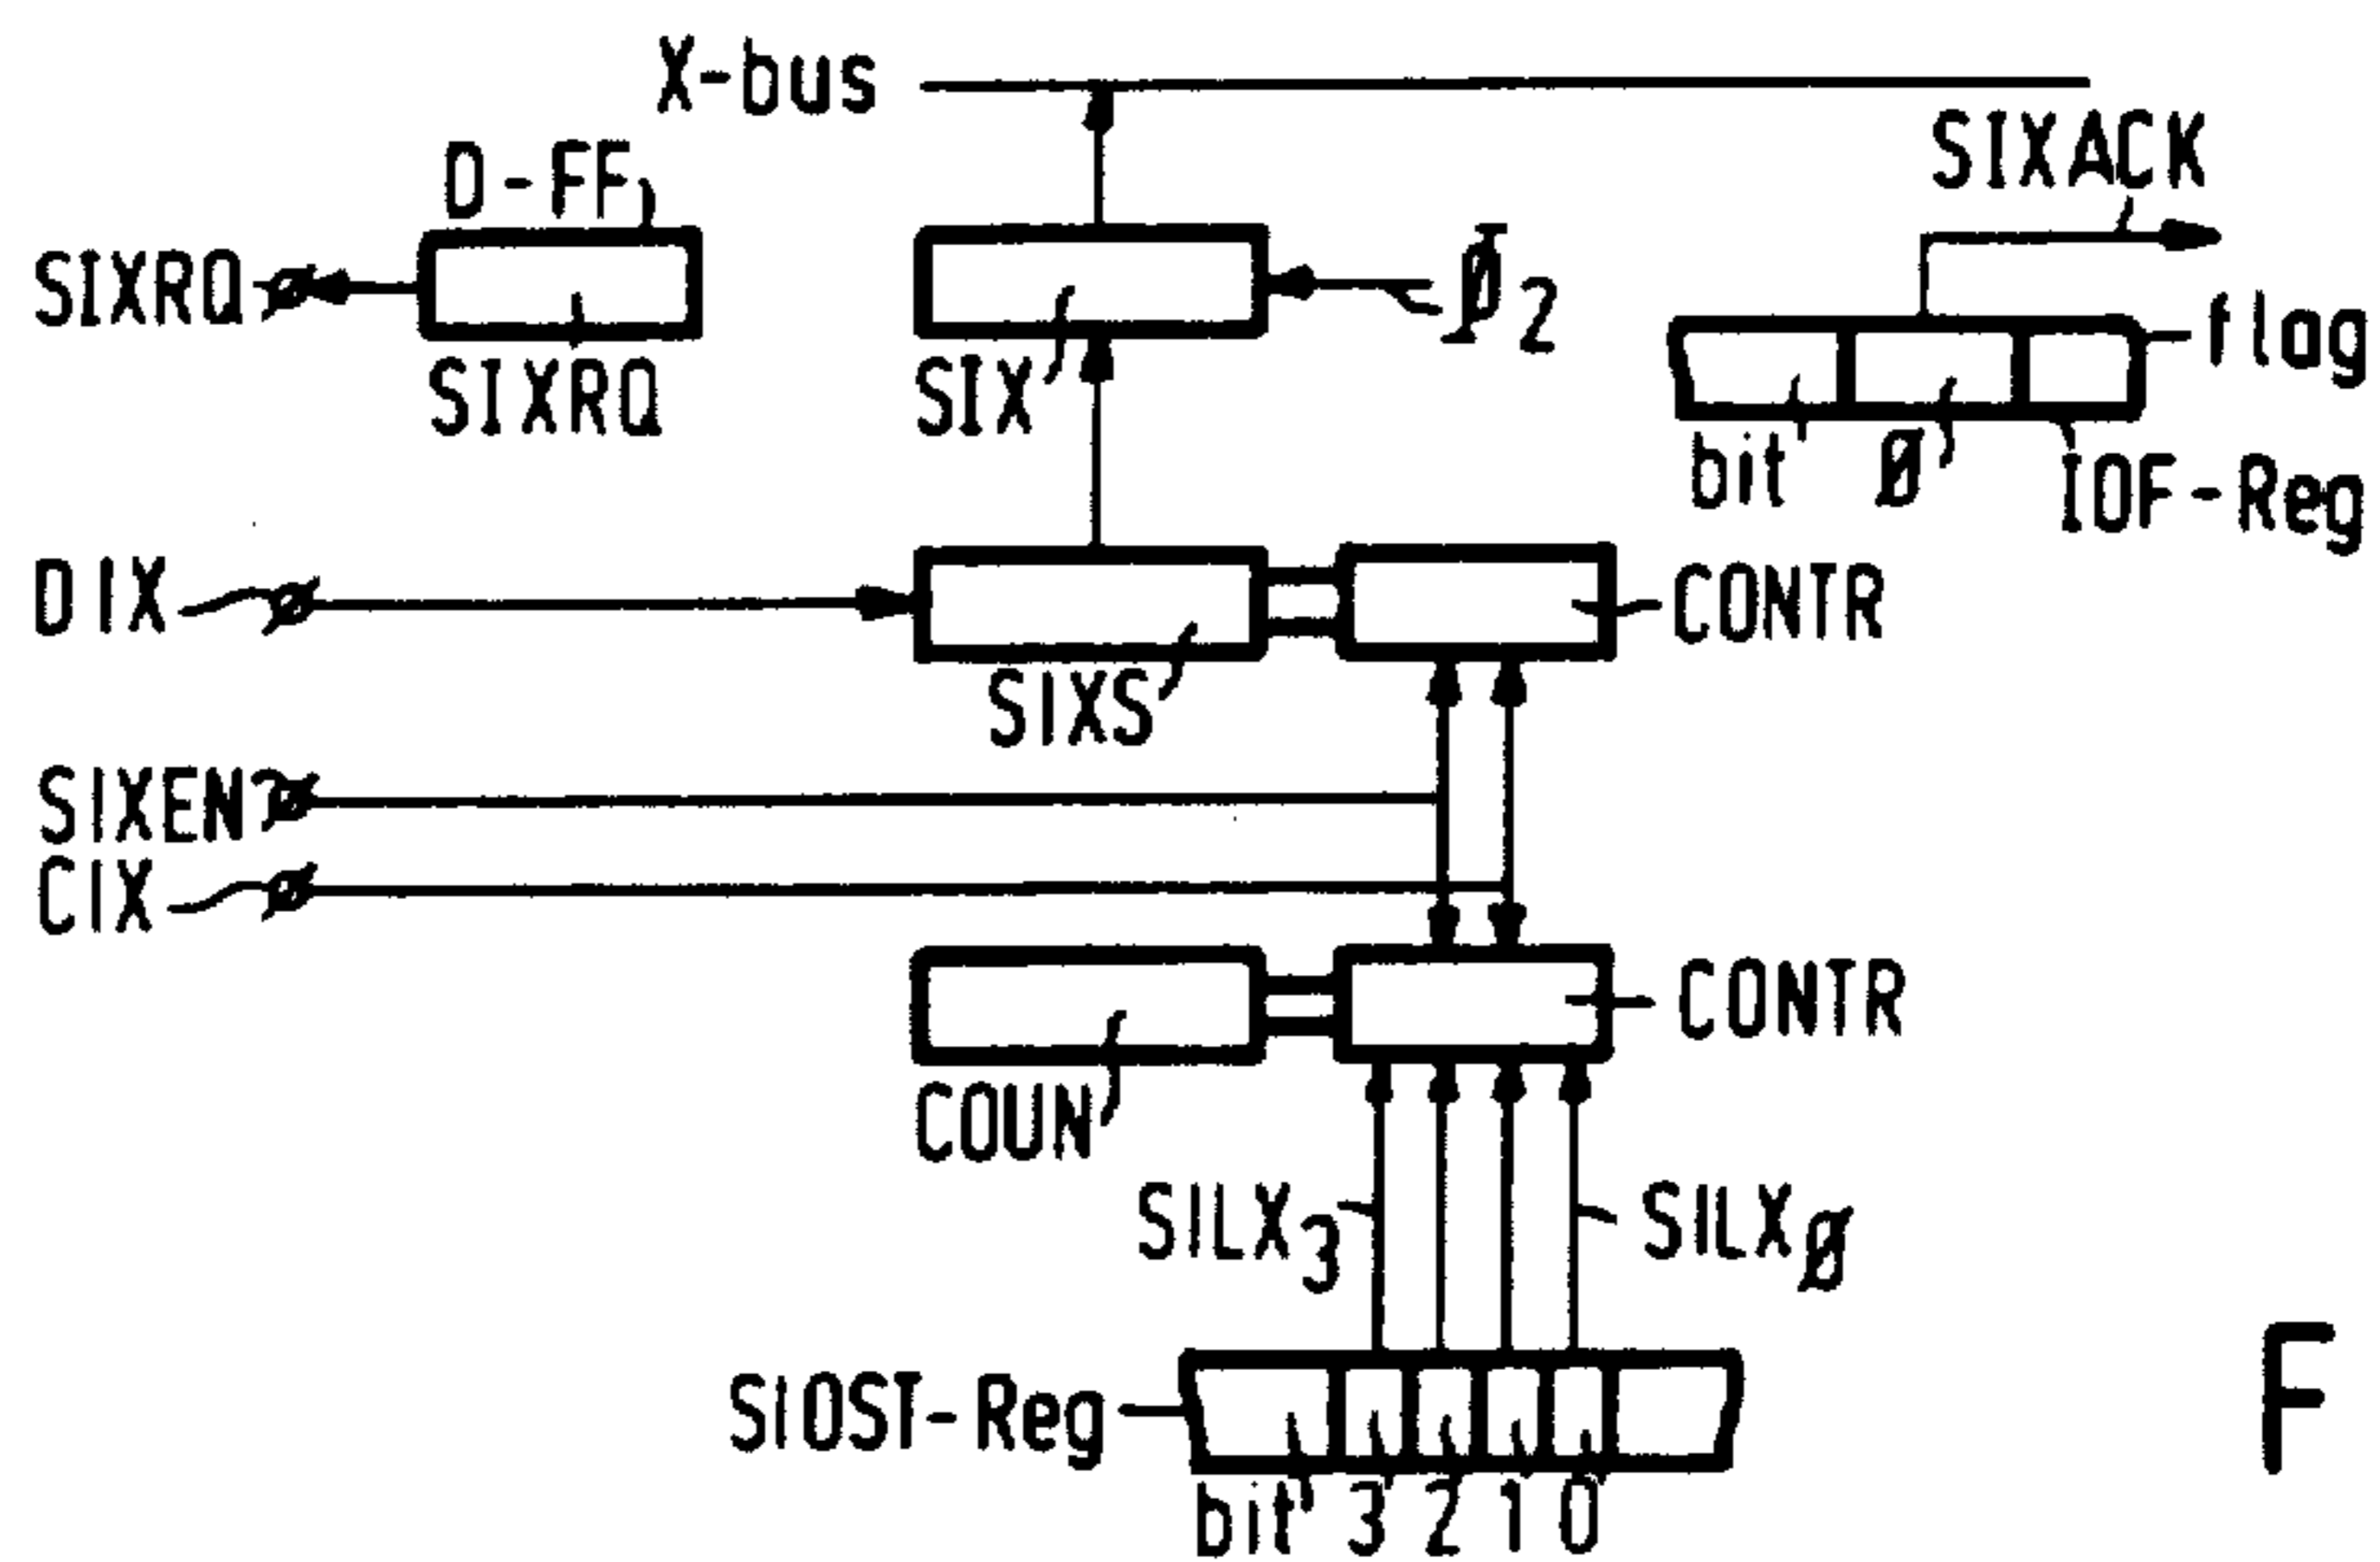 X-bus
SIXACK
D-FF
SIXRQ
Φ2
flag
SIXRQ
SIX
bit Ø
IOF-Reg
DIX
CONTR
SIXS
SIXEN
CIX
CONTR
COUN
SILX3
SILXØ
SIOST-Reg
bit 3 2 1 0
F